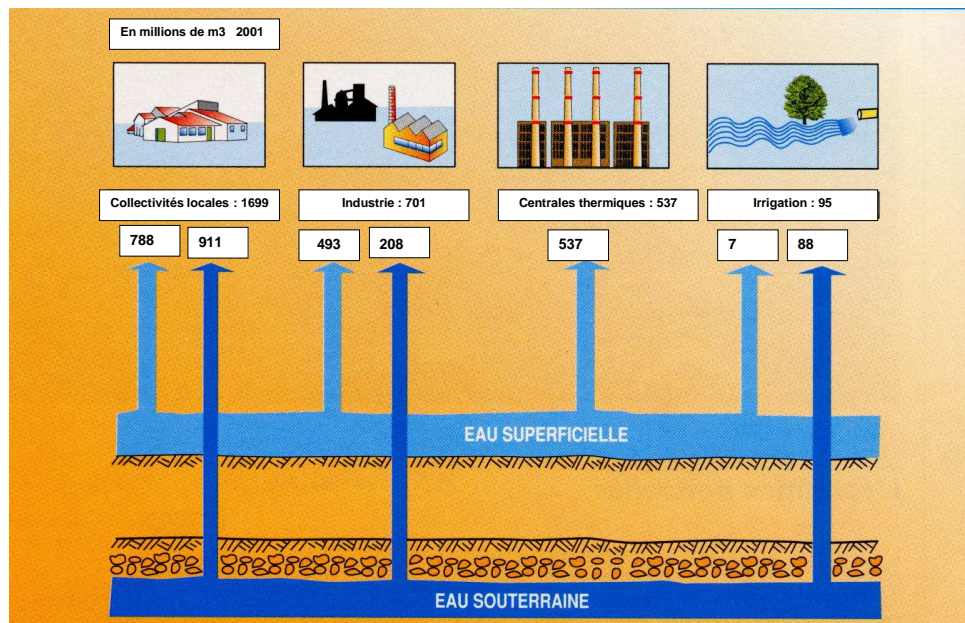 En millions de m3 2001
Collectivités locales : 1699
Industrie : 701
Centrales thermiques : 537
Irrigation : 95
788
911
493
208
537
7
88
EAU SUPERFICIELLE
EAU SOUTERRAINE